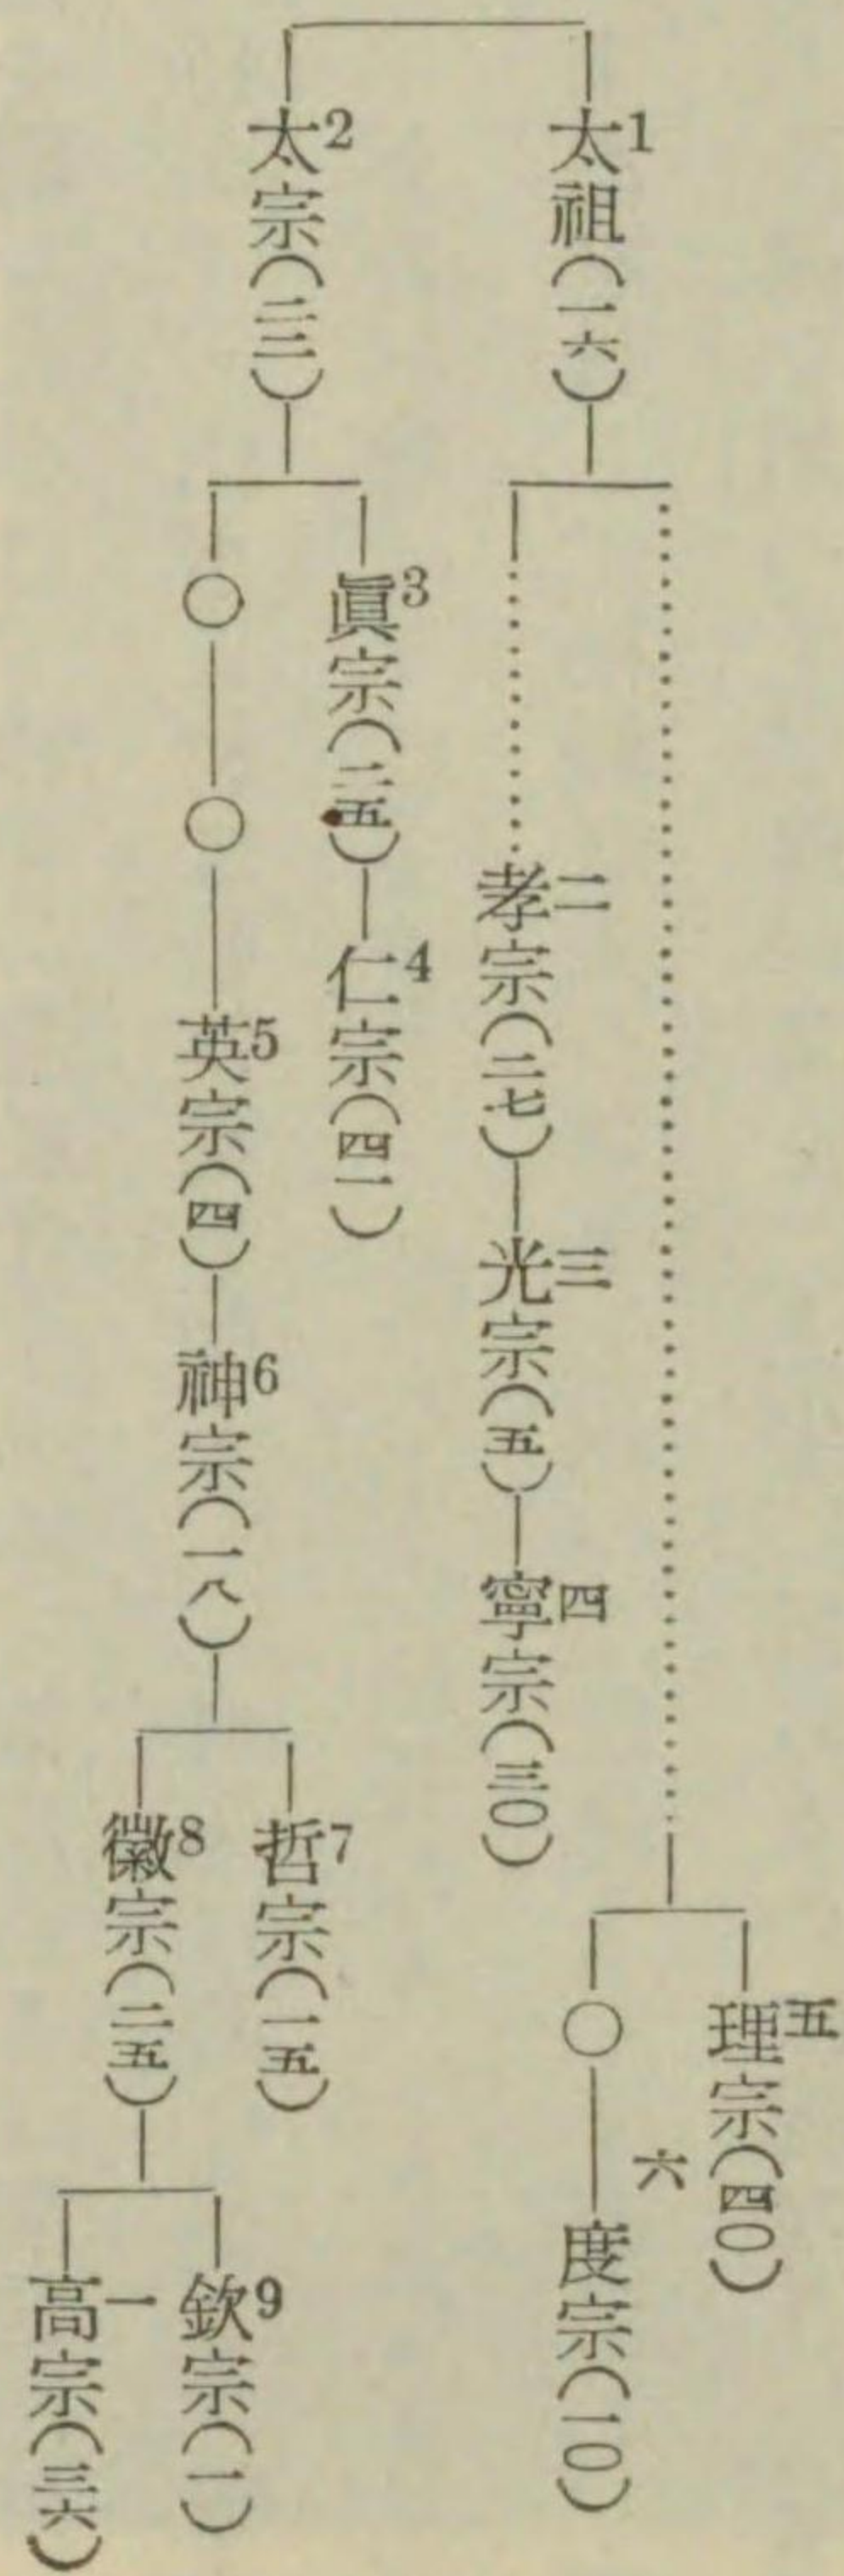 五理宗(四〇)
六度宗(一〇)
1太祖(一六)
二孝宗(二七)
三光宗(五)
四寧宗(三〇)
2太宗(二二)
3眞宗(二五)
4仁宗(四一)
〇
〇
〇
5英宗(四)
6神宗(一八)
7哲宗(一五)
8徽宗(二五)
9欽宗(一)
一高宗(三六)